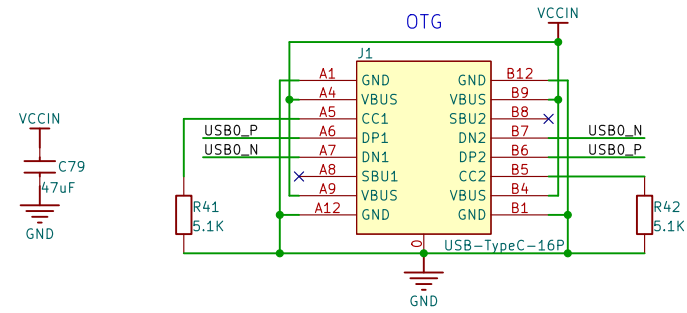 OTG
VCCIN
J1
A1 GND GND B12
A4 VBUS VBUS B9
A5 CC1 SBU2 B8
USB0_P A6 DP1 DN2 B7 USB0_N
USB0_N A7 DN1 DP2 B6 USB0_P
A8 SBU1 CC2 B5
A9 VBUS VBUS B4
A12 GND GND B1
0 USB-TypeC-16P
GND
VCCIN
C79
47uF
GND
R41
5.1K
R42
5.1K